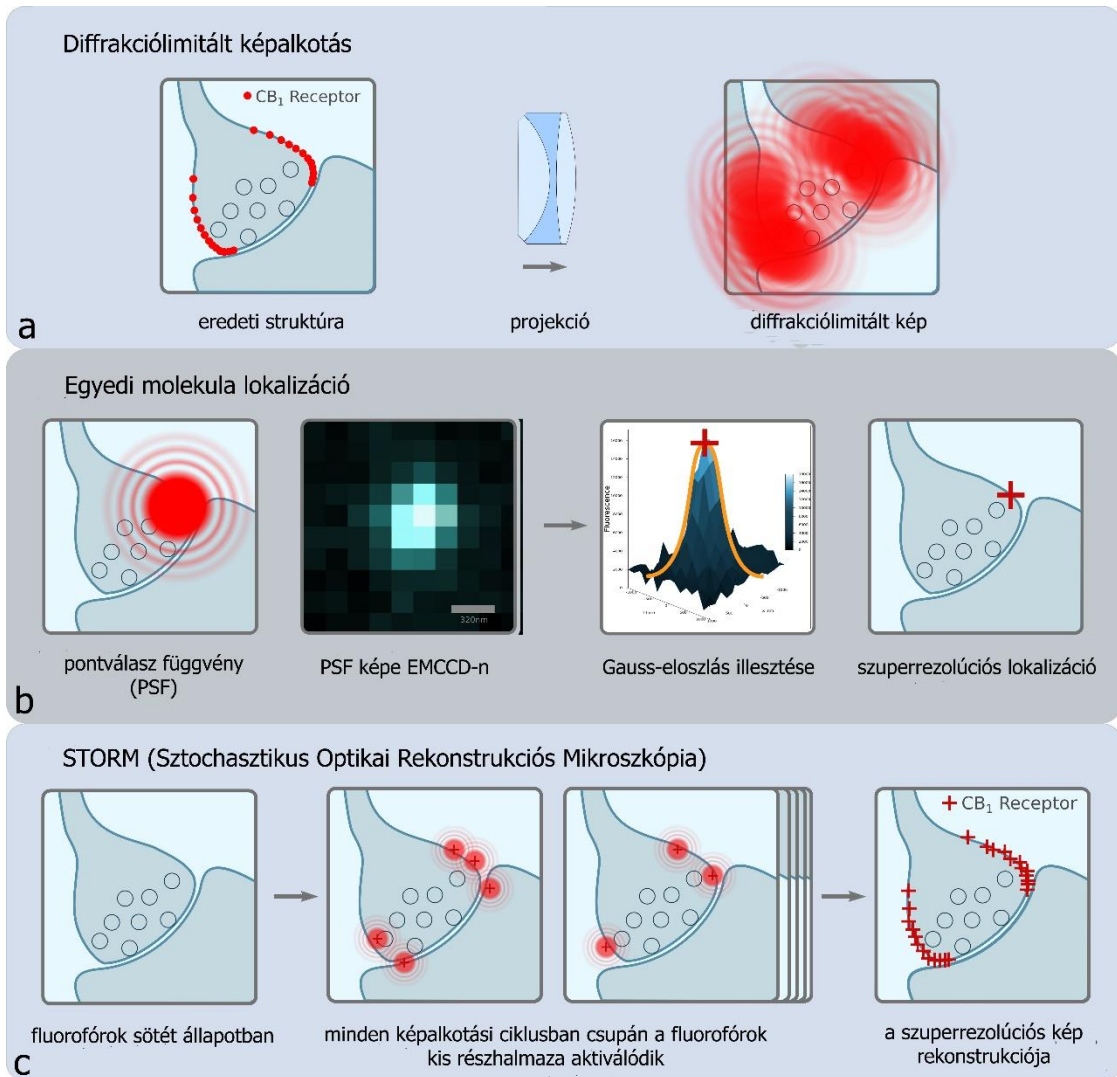 Diffrakciólimitált képalkotás
CB₁ Receptor
eredeti struktúra
projekció
diffrakciólimitált kép
a
Egyedi molekula lokalizáció
320nm
Fluorescence
pontválasz függvény
(PSF)
PSF képe EMCCD-n
Gauss-eloszlás illesztése
szuperrezolúciós lokalizáció
b
STORM (Sztochasztikus Optikai Rekonstrukciós Mikroszkópia)
CB₁ Receptor
fluorofórok sötét állapotban
minden képalkotási ciklusban csupán a fluorofórok
kis részhalmaza aktiválódik
a szuperrezolúciós kép
rekonstrukciója
c